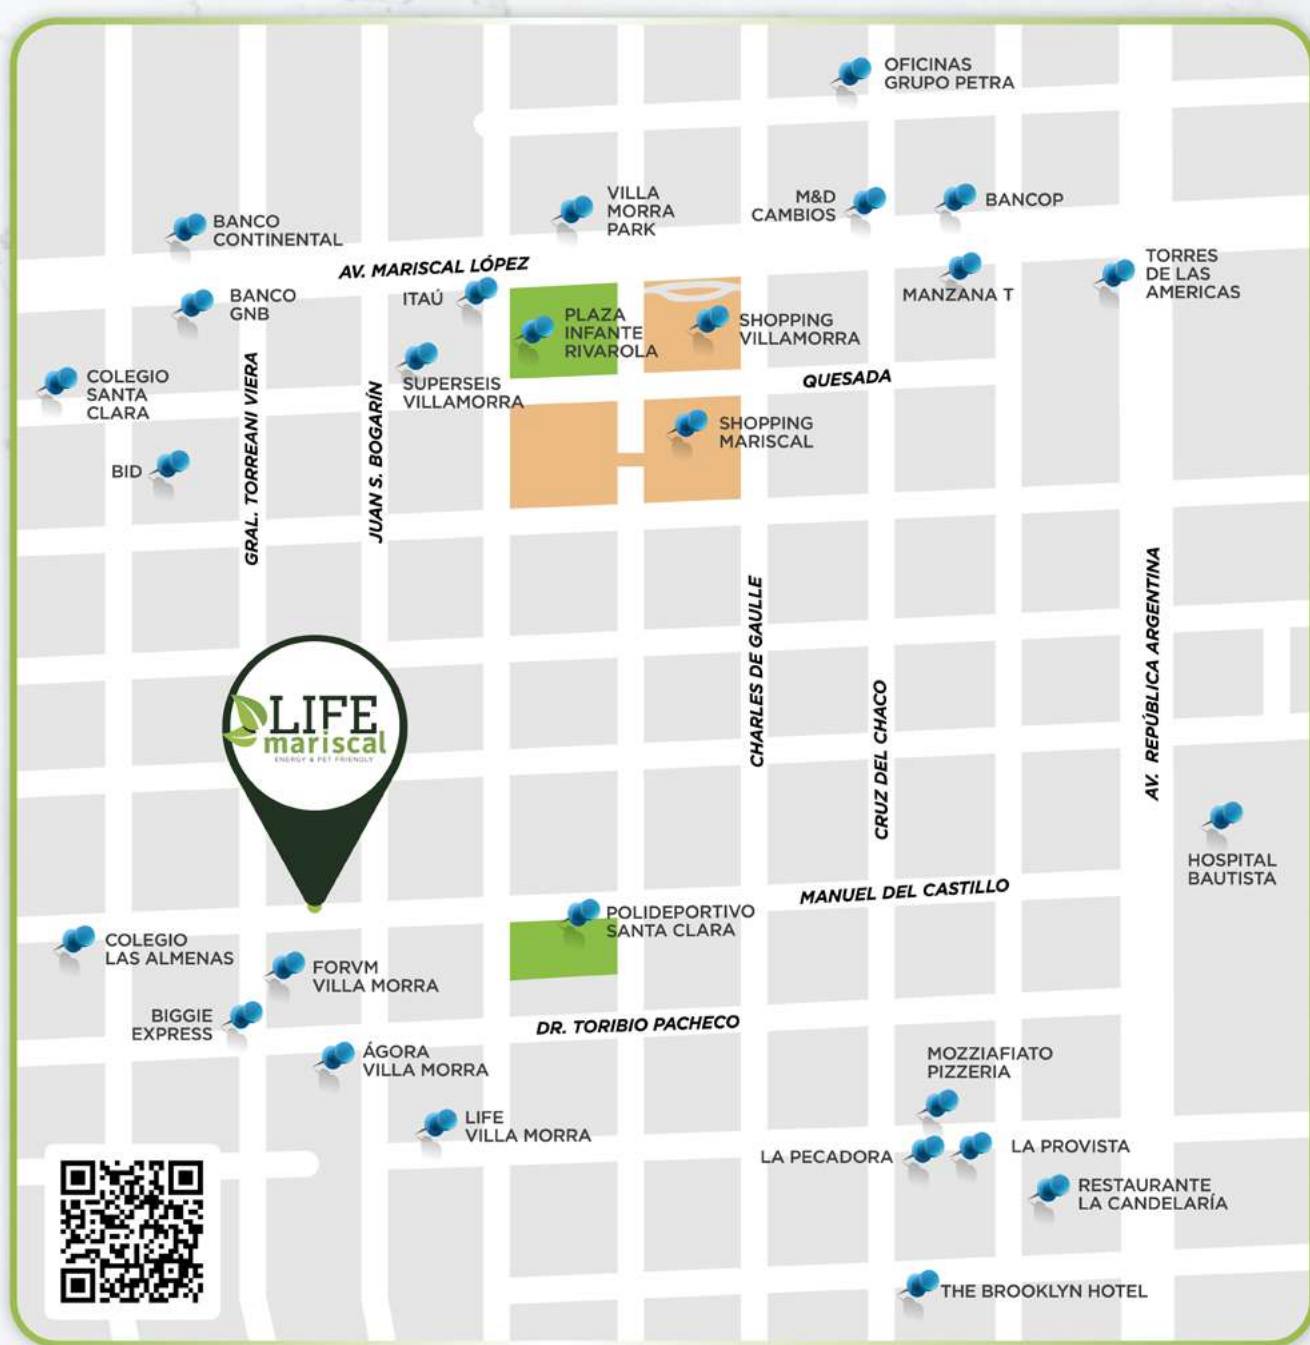 OFICINAS
GRUPO PETRA
VILLA
MORRA
PARK
M&D
CAMBIOS
BANCOP
BANCO
CONTINENTAL
AV. MARISCAL LÓPEZ
TORRES
DE LAS
AMERICAS
MANZANA T
BANCO
GNB
ITAÚ
PLAZA
INFANTE
RIVAROLA
SHOPPING
VILLAMORRA
COLEGIO
SANTA
CLARA
SUPERSEIS
VILLAMORRA
QUESADA
SHOPPING
MARISCAL
BID
GRAL. TORREANI VIERA
JUAN S. BOGARÍN
CHARLES DE GAULLE
CRUZ DEL CHACO
AV. REPÚBLICA ARGENTINA
LIFE
mariscal
ENERGY & PET FRIENDLY
HOSPITAL
BAUTISTA
MANUEL DEL CASTILLO
POLIDEPORTIVO
SANTA CLARA
COLEGIO
LAS ALMENAS
FORVM
VILLA MORRA
BIGGIE
EXPRESS
DR. TORIBIO PACHECO
ÁGORA
VILLA MORRA
MOZZIAFIATO
PIZZERIA
LIFE
VILLA MORRA
LA PECADORA
LA PROVISTA
RESTAURANTE
LA CANDELARÍA
THE BROOKLYN HOTEL